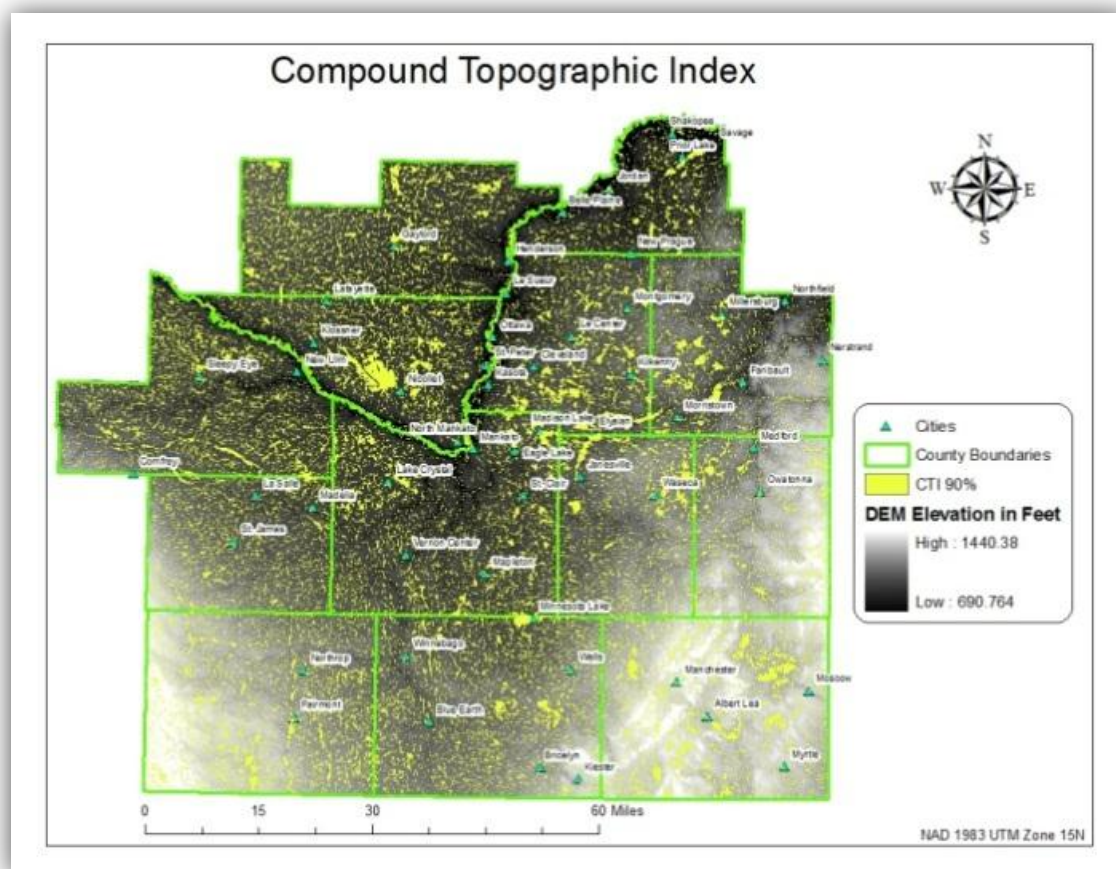 Compound Topographic Index
Shakopee
Savage
Prior Lake
N
W E
S
Jordan
Belle Plaine
Gaylord
Henderson
New Prague
Le Sueur
Lafayette
Montgomery
Millersburg
Northfield
Klossner
Ottawa
Le Center
New Ulm
St. Peter
Cleveland
Nerstrand
Sleepy Eye
Nicollet
Kasota
Kilkenny
Faribault
Morristown
Madison Lake
Elysian
North Mankato
Mankato
Eagle Lake
Medford
Comfrey
Lake Crystal
Janesville
La Salle
Madelia
St. Clair
Waseca
Owatonna
St. James
Vernon Center
Mapleton
Minnesota Lake
Winnebago
Northrop
Wells
Manchester
Moscow
Fairmont
Blue Earth
Albert Lea
Bricelyn
Kiester
Myrtle
Cities
County Boundaries
CTI 90%
DEM Elevation in Feet
High : 1440.38
Low : 690.764
0 15 30 60 Miles
NAD 1983 UTM Zone 15N